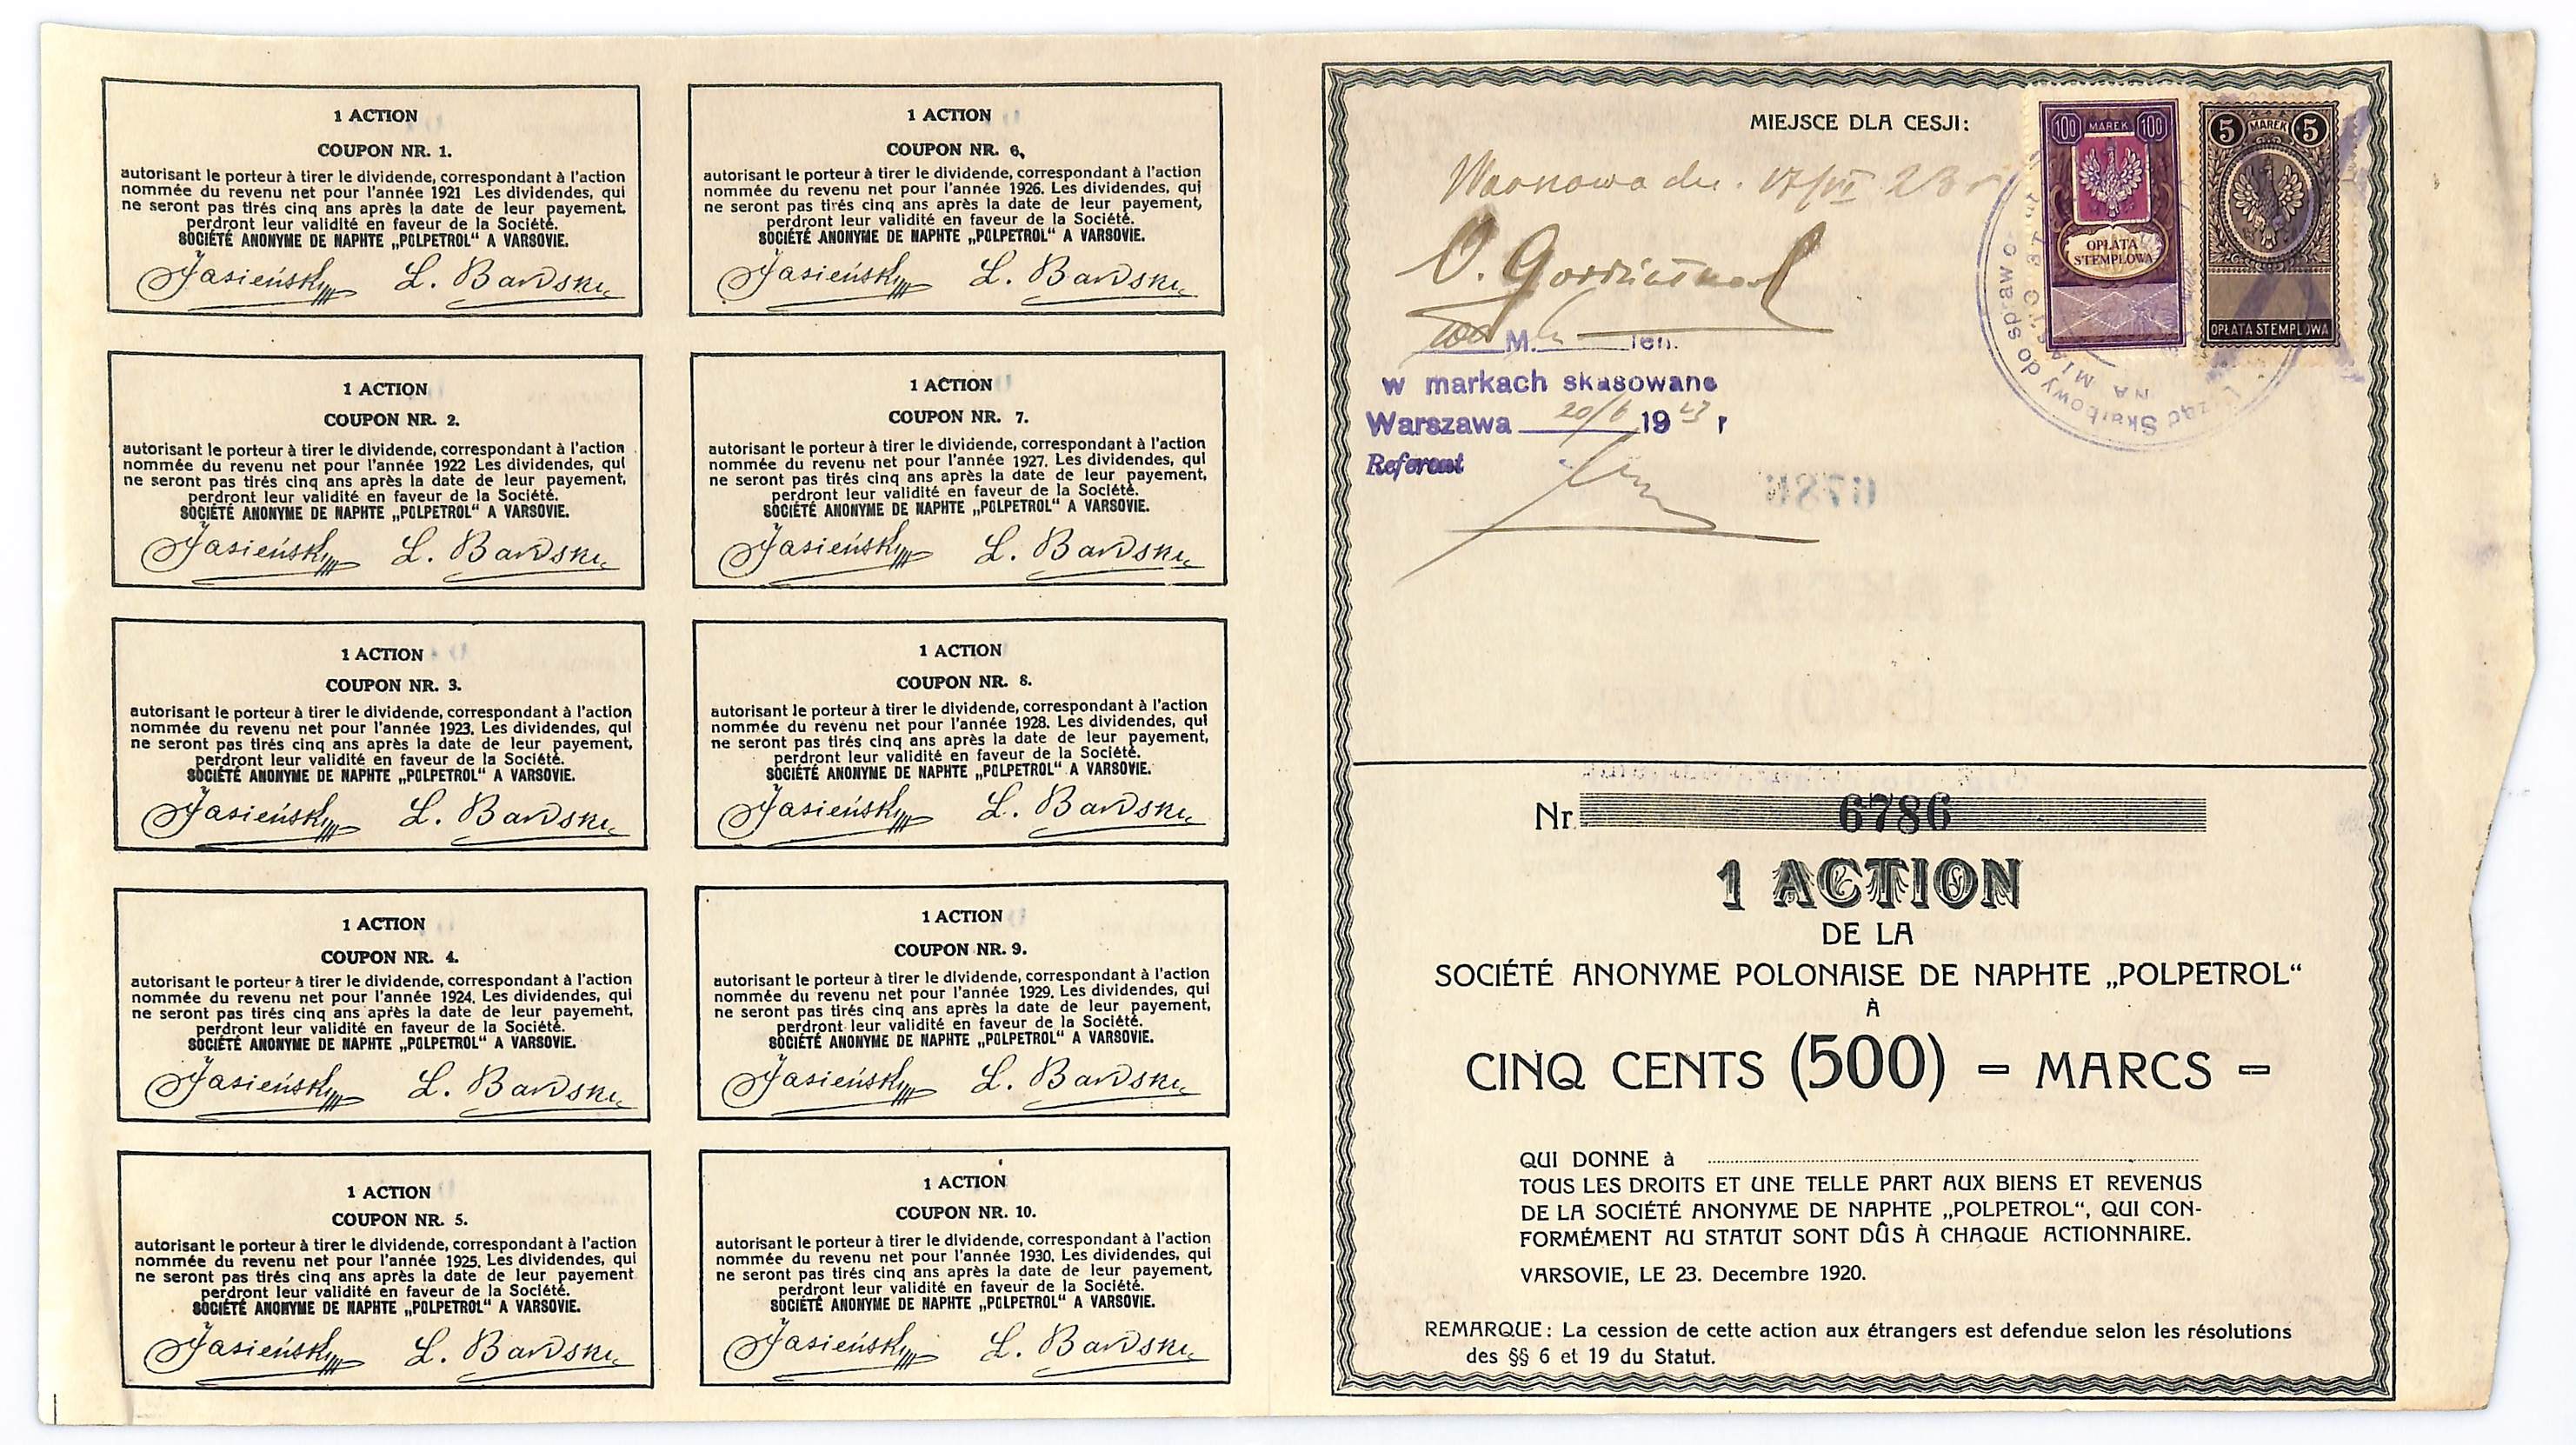 1 ACTION
COUPON NR. 1.
autorisant le porteur à tirer le dividende, correspondant à l'action
nommée du revenu net pour l'année 1921 Les dividendes, qui
ne seront pas tirés cinq ans après la date de leur payement.
perdront leur validité en faveur de la Société.
SOCIÉTÉ ANONYME DE NAPHTE „POLPETROL“ A VARSOVIE.
Jasieński L. Barski
1 ACTION
COUPON NR. 2.
autorisant le porteur à tirer le dividende, correspondant à l'action
nommée du revenu net pour l'année 1922 Les dividendes, qui
ne seront pas tirés cinq ans après la date de leur payement,
perdront leur validité en faveur de la Société.
SOCIÉTÉ ANONYME DE NAPHTE „POLPETROL“ A VARSOVIE.
Jasieński L. Barski
1 ACTION
COUPON NR. 3.
autorisant le porteur à tirer le dividende, correspondant à l'action
nommée du revenu net pour l'année 1923. Les dividendes, qui
ne seront pas tirés cinq ans après la date de leur payement,
perdront leur validité en faveur de la Société.
SOCIÉTÉ ANONYME DE NAPHTE „POLPETROL“ A VARSOVIE.
Jasieński L. Barski
1 ACTION
COUPON NR. 4.
autorisant le porteur à tirer le dividende, correspondant à l'action
nommée du revenu net pour l'année 1924. Les dividendes, qui
ne seront pas tirés cinq ans après la date de leur payement,
perdront leur validité en faveur de la Société.
SOCIÉTÉ ANONYME DE NAPHTE „POLPETROL“ A VARSOVIE.
Jasieński L. Barski
1 ACTION
COUPON NR. 5.
autorisant le porteur à tirer le dividende, correspondant à l'action
nommée du revenu net pour l'année 1925. Les dividendes, qui
ne seront pas tirés cinq ans après la date de leur payement
perdront leur validité en faveur de la Société.
SOCIÉTÉ ANONYME DE NAPHTE „POLPETROL“ A VARSOVIE.
Jasieński L. Barski
1 ACTION
COUPON NR. 6,
autorisant le porteur à tirer le dividende, correspondant à l'action
nommée du revenu net pour l'année 1926. Les dividendes, qui
ne seront pas tirés cinq ans après la date de leur payement,
perdront leur validité en faveur de la Société.
SOCIÉTÉ ANONYME DE NAPHTE „POLPETROL“ A VARSOVIE.
Jasieński L. Barski
1 ACTION
COUPON NR. 7.
autorisant le porteur à tirer le dividende, correspondant à l'action
nommée du revenu net pour l'année 1927. Les dividendes, qui
ne seront pas tirés cinq ans après la date de leur payement,
perdront leur validité en faveur de la Société.
SOCIÉTÉ ANONYME DE NAPHTE „POLPETROL“ A VARSOVIE.
Jasieński L. Barski
1 ACTION
COUPON NR. 8.
autorisant le porteur à tirer le dividende, correspondant à l'action
nommée du revenu net pour l'année 1928. Les dividendes, qui
ne seront pas tirés cinq ans après la date de leur payement,
perdront leur validité en faveur de la Société.
SOCIÉTÉ ANONYME DE NAPHTE „POLPETROL“ A VARSOVIE.
Jasieński L. Barski
1 ACTION
COUPON NR. 9.
autorisant le porteur à tirer le dividende, correspondant à l'action
nommée du revenu net pour l'année 1929. Les dividendes, qui
ne seront pas tirés cinq ans après la date de leur payement,
perdront leur validité en faveur de la Société.
SOCIÉTÉ ANONYME DE NAPHTE „POLPETROL“ A VARSOVIE.
Jasieński L. Barski
1 ACTION
COUPON NR. 10.
autorisant le porteur à tirer le dividende, correspondant à l'action
nommée du revenu net pour l'année 1930. Les dividendes, qui
ne seront pas tirés cinq ans après la date de leur payement,
perdront leur validité en faveur de la Société.
SOCIÉTÉ ANONYME DE NAPHTE „POLPETROL“ A VARSOVIE.
Jasieński L. Barski
MIEJSCE DLA CESJI:
100 MAREK 100
OPŁATA
STEMPLOWA
5 MAREK 5
OPŁATA STEMPLOWA
w markach skasowane
Warszawa 20/6 1923 r
Referent
Nr. 6786
1 ACTION
DE LA
SOCIÉTÉ ANONYME POLONAISE DE NAPHTE „POLPETROL“
À
CINQ CENTS (500) – MARCS –
QUI DONNE à
TOUS LES DROITS ET UNE TELLE PART AUX BIENS ET REVENUS
DE LA SOCIÉTÉ ANONYME DE NAPHTE „POLPETROL“, QUI CON-
FORMÉMENT AU STATUT SONT DÛS À CHAQUE ACTIONNAIRE.
VARSOVIE, LE 23. Decembre 1920.
REMARQUE: La cession de cette action aux étrangers est defendue selon les résolutions
des §§ 6 et 19 du Statut.